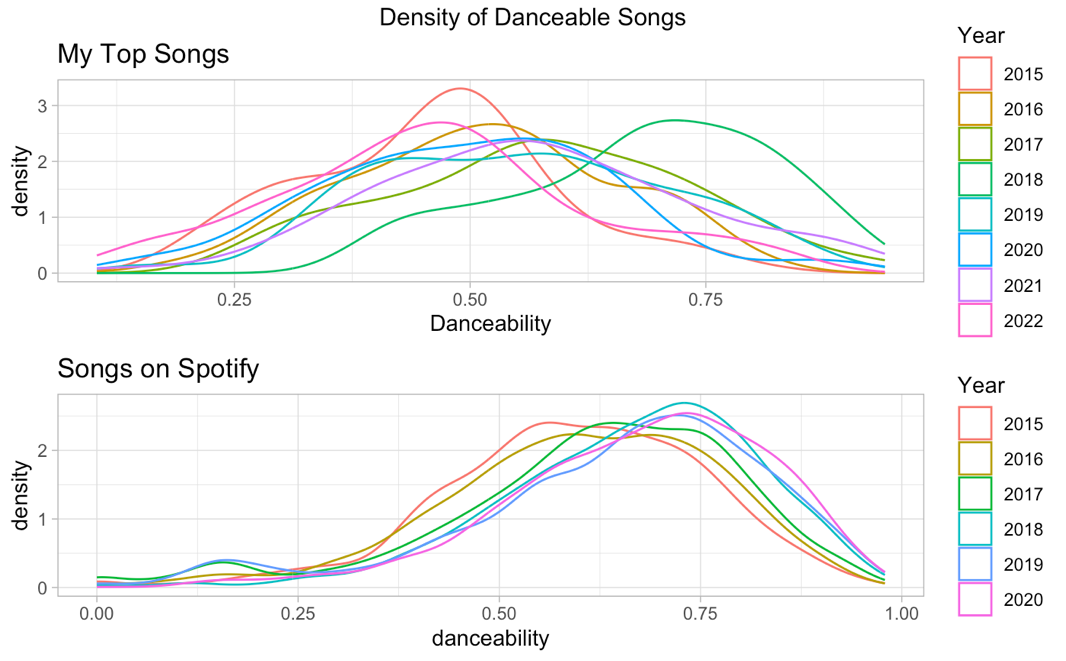 Density of Danceable Songs
My Top Songs
3
2
1
0
density
0.25 0.50 0.75
Danceability
Year
2015
2016
2017
2018
2019
2020
2021
2022
Songs on Spotify
2
1
0
density
0.00 0.25 0.50 0.75 1.00
danceability
Year
2015
2016
2017
2018
2019
2020